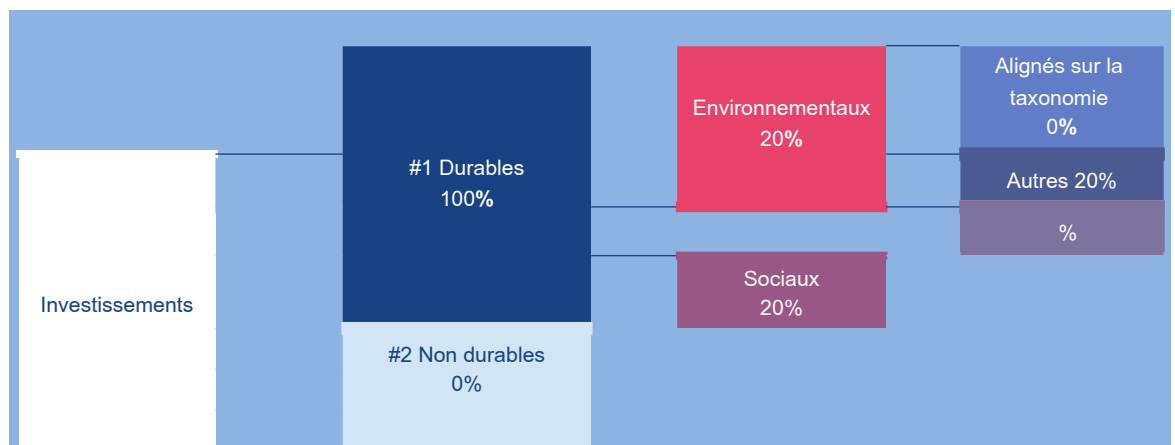 Investissements
#1 Durables
100%
#2 Non durables
0%
Environnementaux
20%
Sociaux
20%
Alignés sur la
taxonomie
0%
Autres 20%
%